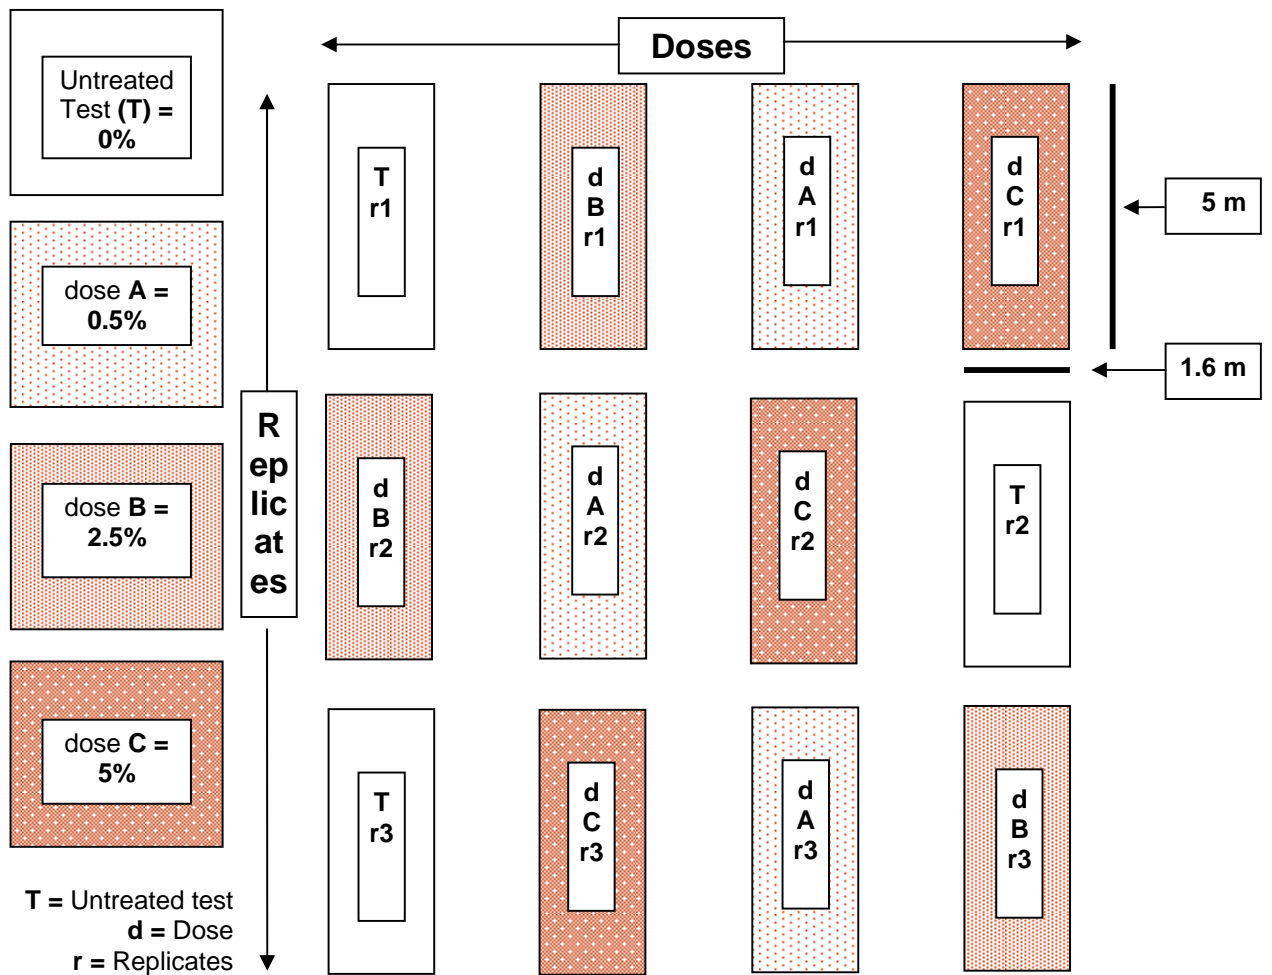 Untreated
Test (T) =
0%
dose A =
0.5%
dose B =
2.5%
dose C =
5%
T = Untreated test
d = Dose
r = Replicates
Doses
R
ep
lic
at
es
T
r1
d
B
r1
d
A
r1
d
C
r1
5 m
1.6 m
d
B
r2
d
A
r2
d
C
r2
T
r2
T
r3
d
C
r3
d
A
r3
d
B
r3